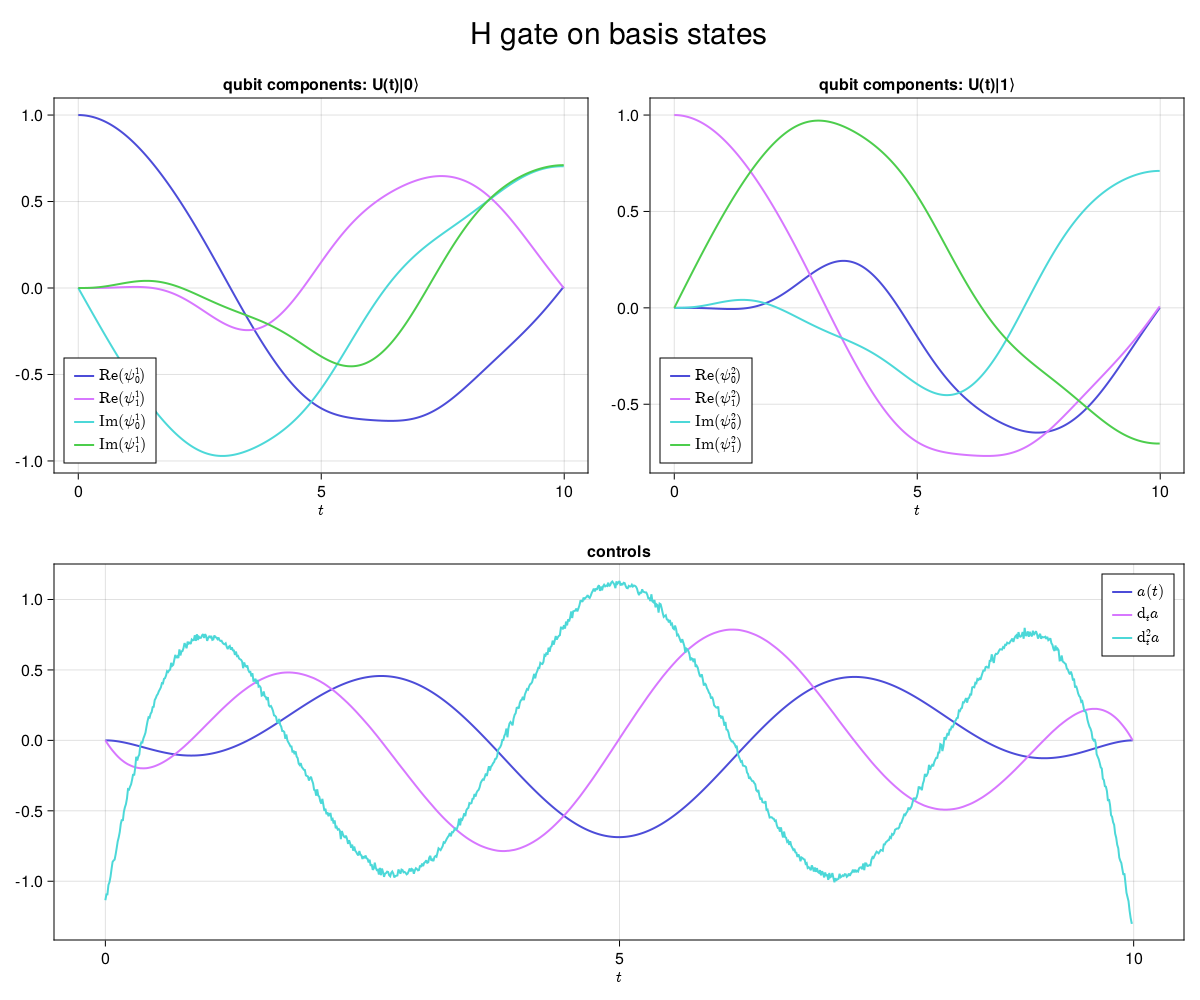 H gate on basis states
qubit components: U(t)|0⟩
1.0
0.5
0.0
-0.5
-1.0
Re(ψ₀¹)
Re(ψ₁¹)
Im(ψ₀¹)
Im(ψ₁¹)
0
5
10
t
qubit components: U(t)|1⟩
1.0
0.5
0.0
-0.5
Re(ψ₀²)
Re(ψ₁²)
Im(ψ₀²)
Im(ψ₁²)
0
5
10
t
controls
1.0
0.5
0.0
-0.5
-1.0
a(t)
dₜa
dₜ²a
0
5
10
t